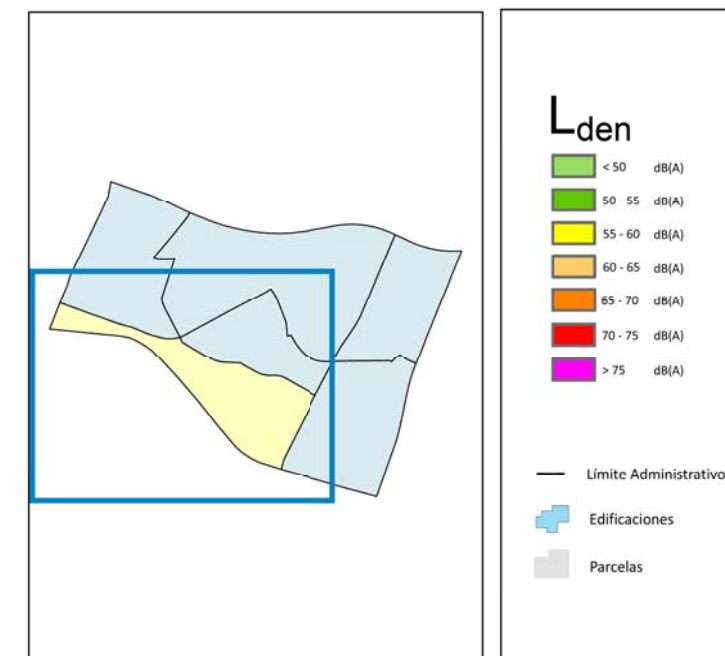 Lden
< 50 dB(A)
50 55 dB(A)
55 - 60 dB(A)
60 - 65 dB(A)
65 - 70 dB(A)
70 - 75 dB(A)
> 75 dB(A)
Límite Administrativo
Edificaciones
Parcelas